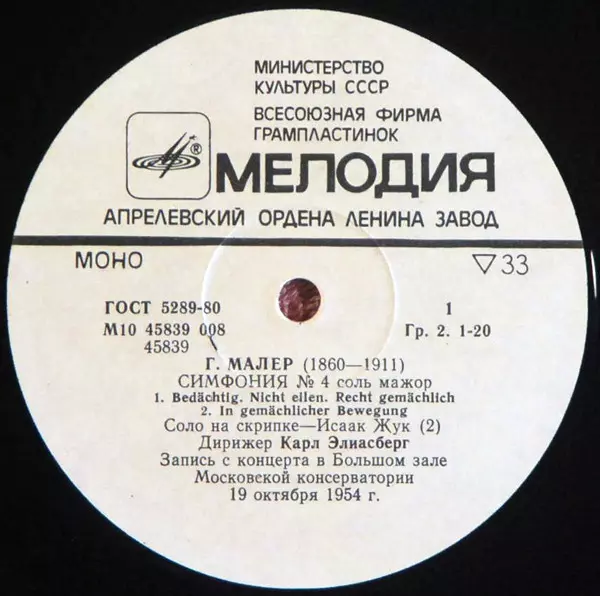 МИНИСТЕРСТВО
КУЛЬТУРЫ СССР
ВСЕСОЮЗНАЯ ФИРМА
ГРАМПЛАСТИНОК
® МЕЛОДИЯ
АПРЕЛЕВСКИЙ ОРДЕНА ЛЕНИНА ЗАВОД
МОНО ▽33
ГОСТ 5289-80 1
М10 45839 008 Гр. 2. 1-20
45839
Г. МАЛЕР (1860—1911)
СИМФОНИЯ № 4 соль мажор
1. Bedächtig. Nicht eilen. Recht gemächlich
2. In gemächlicher Bewegung
Соло на скрипке—Исаак Жук (2)
Дирижер Карл Элиасберг
Запись с концерта в Большом зале
Московской консерватории
19 октября 1954 г.